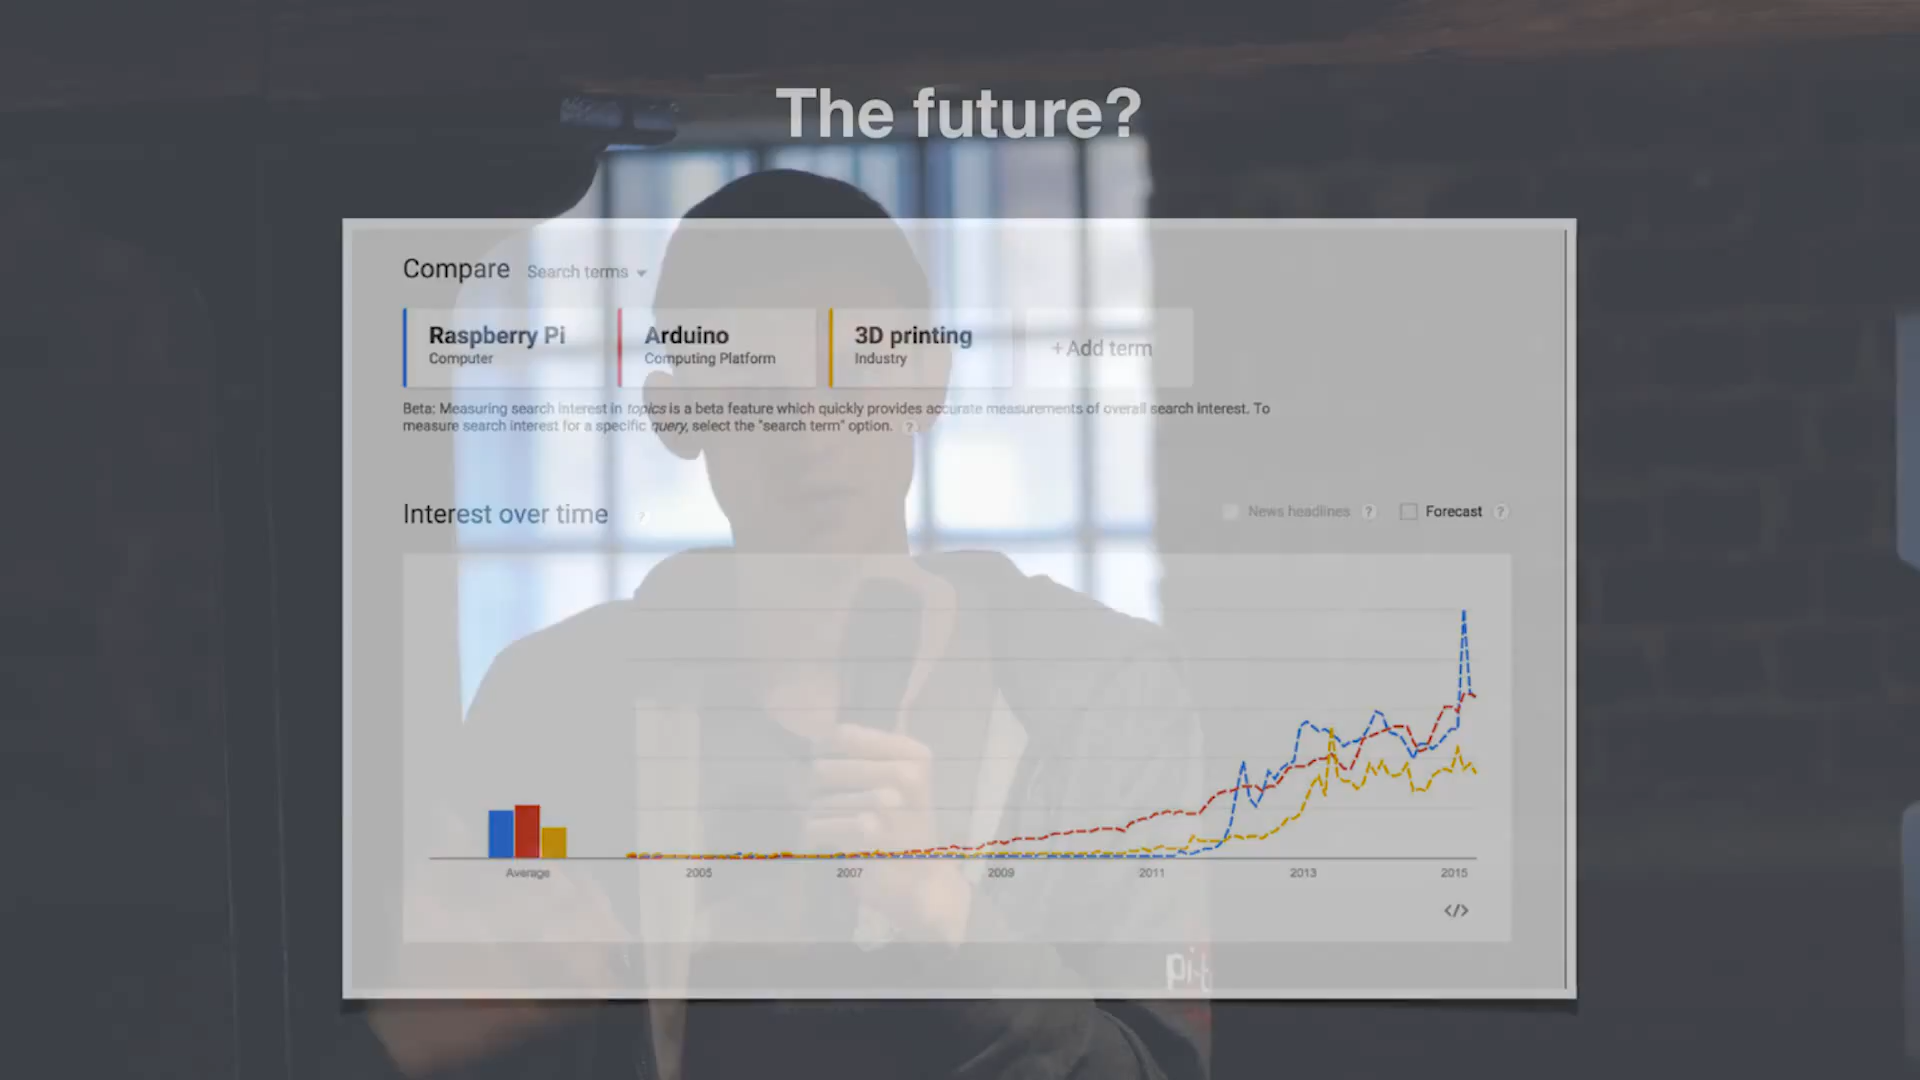 The future?
Compare Search terms
Raspberry Pi Arduino 3D printing + Add term
Computer Computing Platform Industry
Beta: Measuring search interest in topics is a beta feature which quickly provides accurate measurements of overall search interest. To
measure search interest for a specific query, select the "search term" option. ?
Interest over time ? News headlines ? Forecast ?
Average 2005 2007 2009 2011 2013 2015
</>